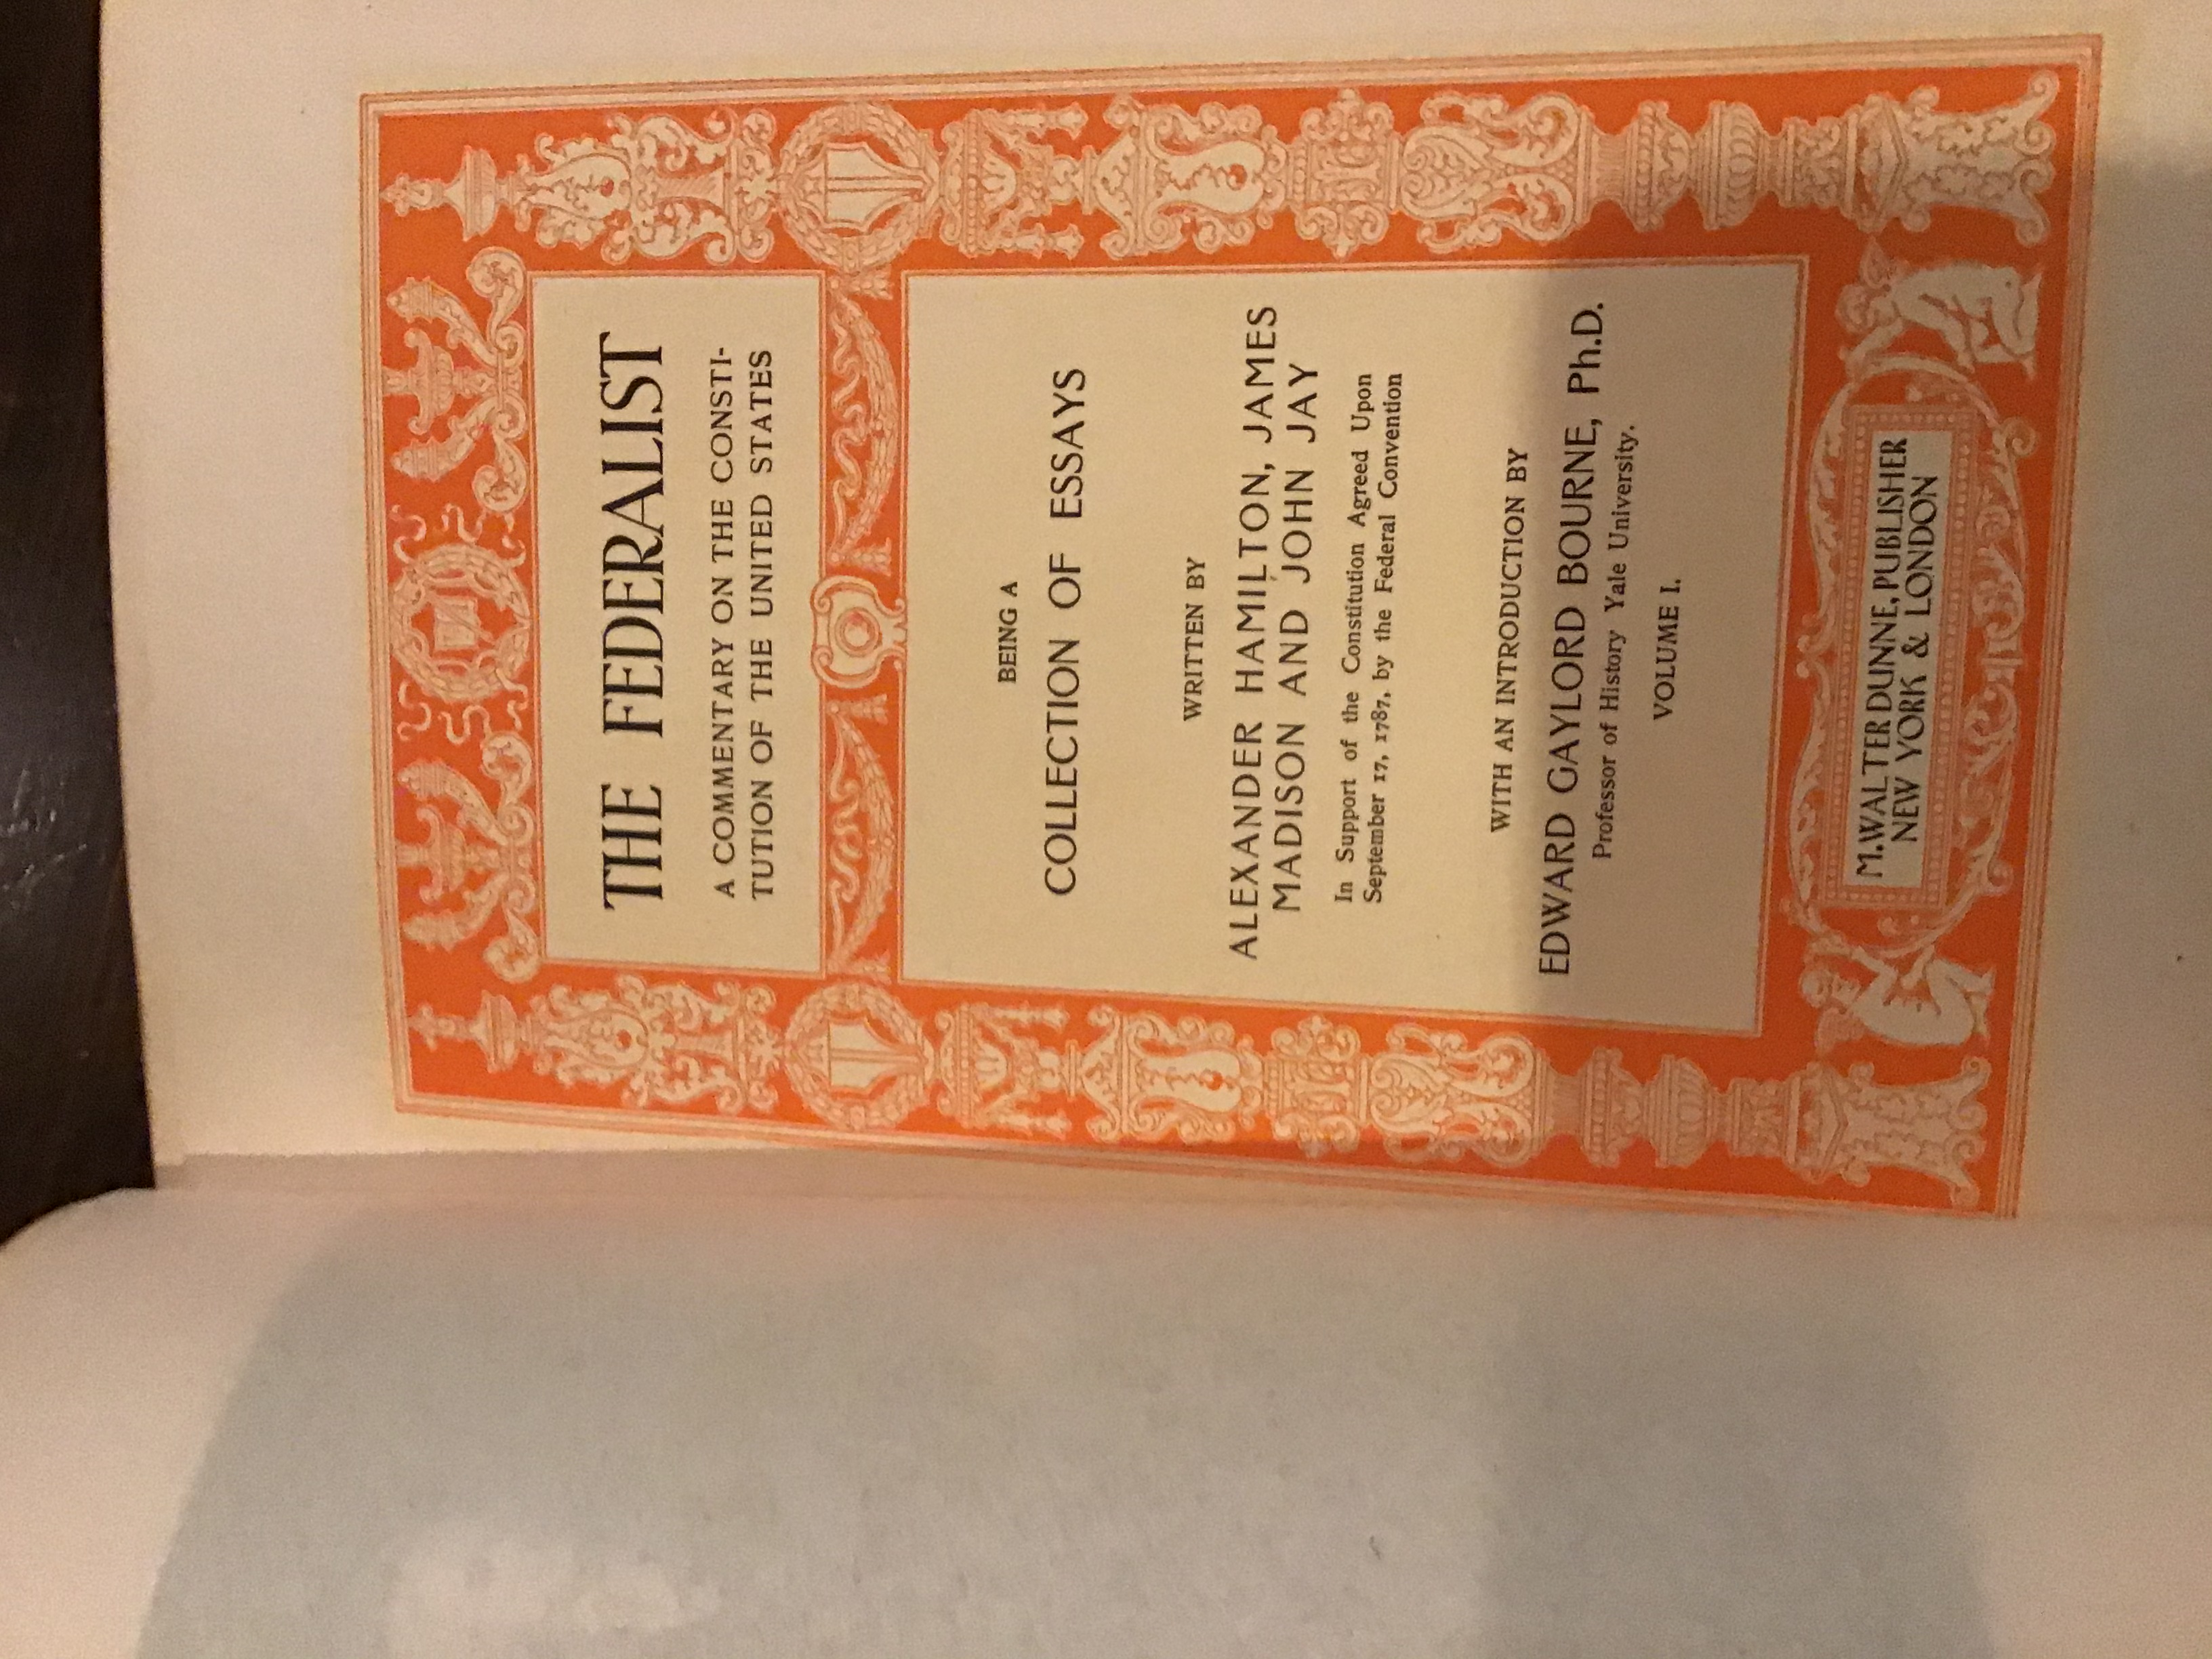 THE FEDERALIST
A COMMENTARY ON THE CONSTI-
TUTION OF THE UNITED STATES
BEING A
COLLECTION OF ESSAYS
WRITTEN BY
ALEXANDER HAMILTON, JAMES
MADISON AND JOHN JAY
In Support of the Constitution Agreed Upon
September 17, 1787, by the Federal Convention
WITH AN INTRODUCTION BY
EDWARD GAYLORD BOURNE, Ph.D.
Professor of History Yale University.
VOLUME I.
M. WALTER DUNNE, PUBLISHER
NEW YORK & LONDON